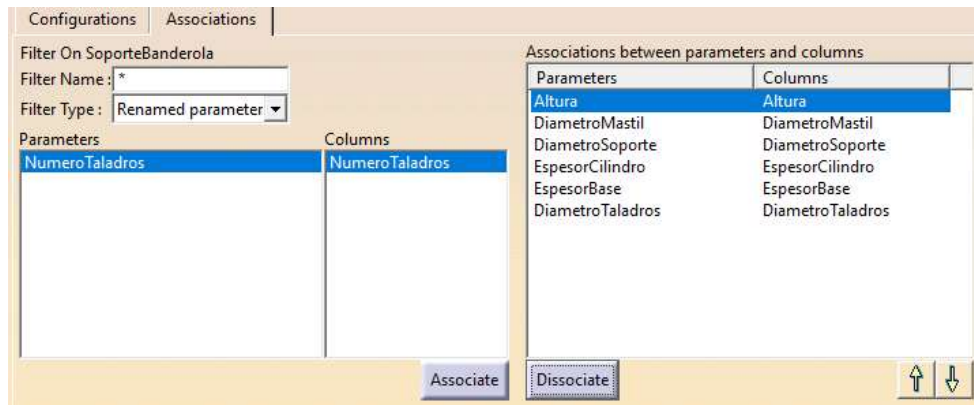 Configurations Associations
Filter On SoporteBanderola
Filter Name : *
Filter Type : Renamed parameter
Parameters Columns
NumeroTaladros NumeroTaladros
Associate
Associations between parameters and columns
Parameters Columns
Altura Altura
DiametroMastil DiametroMastil
DiametroSoporte DiametroSoporte
EspesorCilindro EspesorCilindro
EspesorBase EspesorBase
DiametroTaladros DiametroTaladros
Dissociate